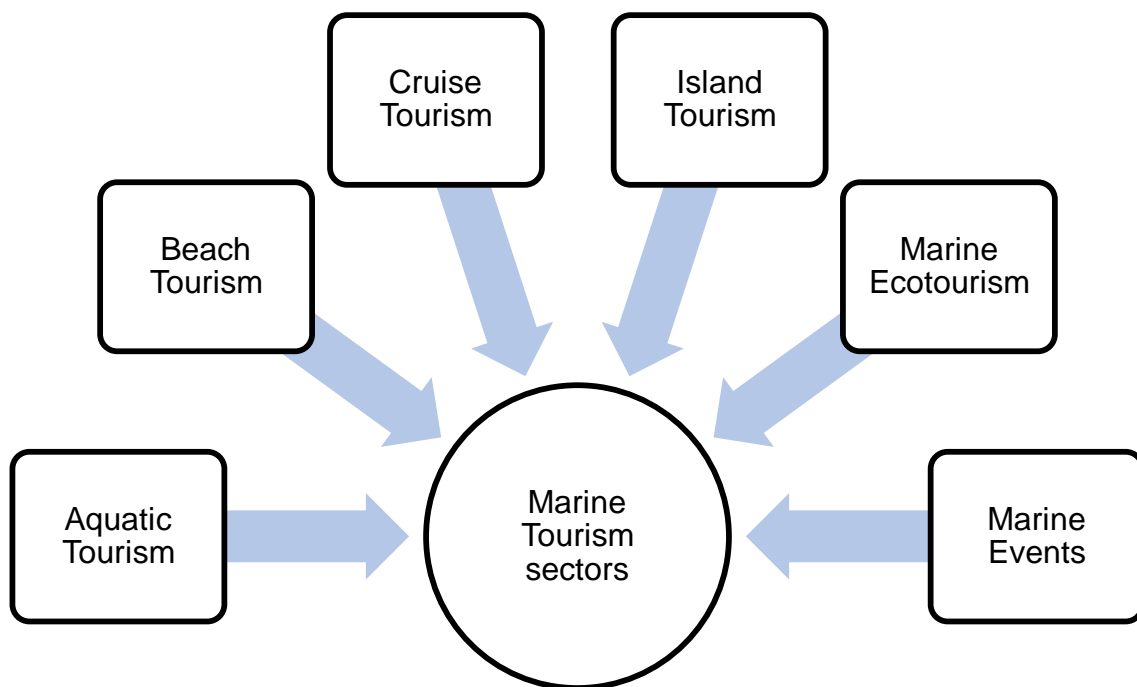 Cruise
Tourism
Island
Tourism
Beach
Tourism
Marine
Ecotourism
Aquatic
Tourism
Marine
Tourism
sectors
Marine
Events